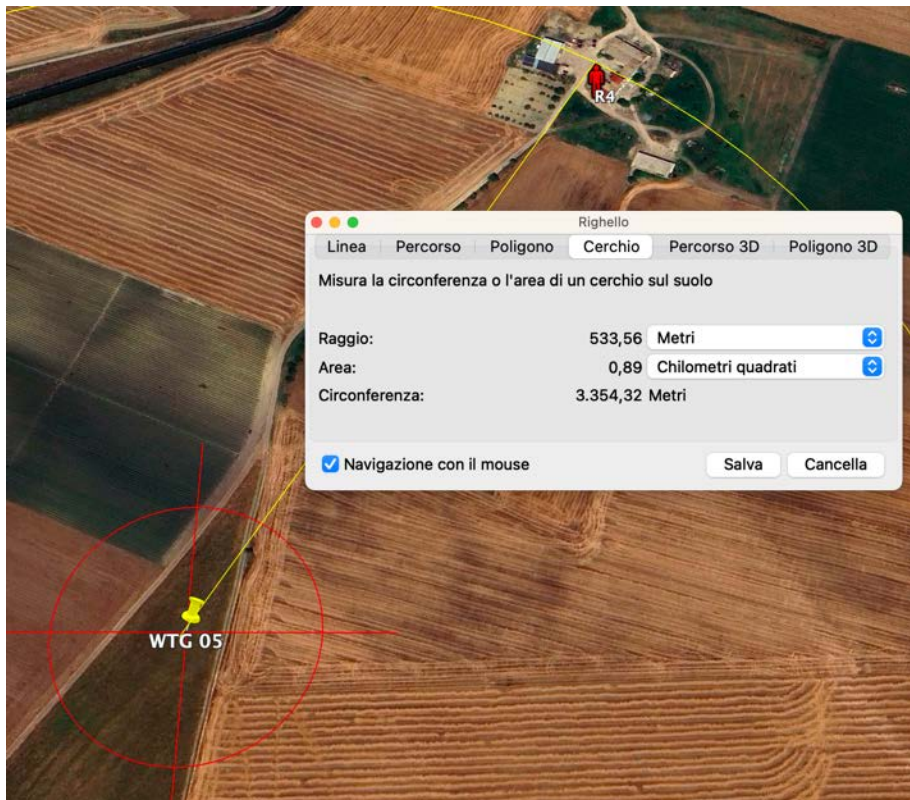 R4
Righello
Linea Percorso Poligono Cerchio Percorso 3D Poligono 3D
Misura la circonferenza o l'area di un cerchio sul suolo
Raggio: 533,56 Metri
Area: 0,89 Chilometri quadrati
Circonferenza: 3.354,32 Metri
Navigazione con il mouse Salva Cancella
WTG 05